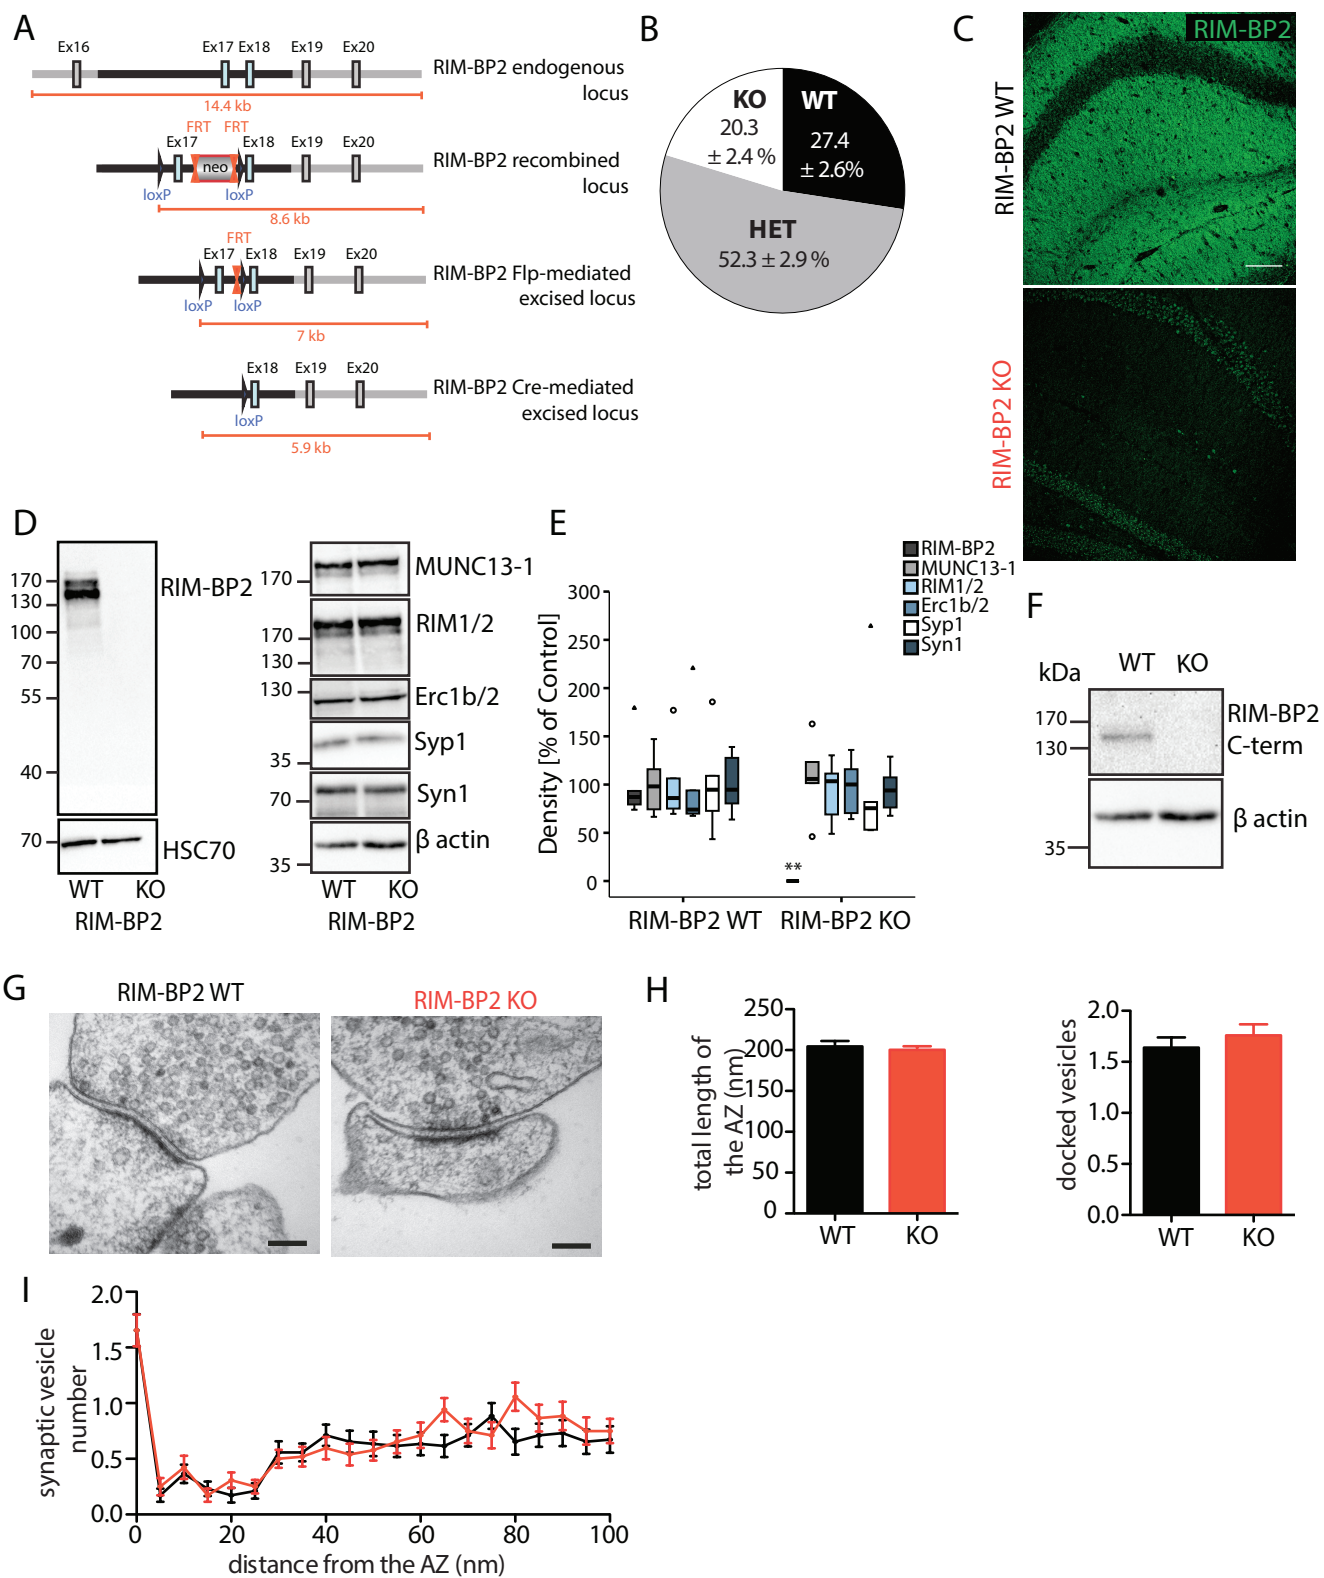 A
Ex16 Ex17 Ex18 Ex19 Ex20
RIM-BP2 endogenous
locus
14.4 kb
FRT FRT
Ex17 Ex18 Ex19 Ex20
neo
RIM-BP2 recombined
locus
loxP loxP
8.6 kb
FRT
Ex17 Ex18 Ex19 Ex20
RIM-BP2 Flp-mediated
excised locus
loxP loxP
7 kb
Ex18 Ex19 Ex20
RIM-BP2 Cre-mediated
excised locus
loxP
5.9 kb
B
KO
20.3
± 2.4 %
WT
27.4
± 2.6%
HET
52.3 ± 2.9 %
C
RIM-BP2
RIM-BP2 WT
RIM-BP2 KO
D
170
130
100
70
55
40
70
RIM-BP2
HSC70
WT KO
RIM-BP2
170
MUNC13-1
170
130
RIM1/2
130
Erc1b/2
35
Syp1
70
Syn1
35
β actin
WT KO
RIM-BP2
E
RIM-BP2
MUNC13-1
RIM1/2
Erc1b/2
Syp1
Syn1
Density [% of Control]
300
250
200
150
100
50
0
**
RIM-BP2 WT RIM-BP2 KO
F
kDa WT KO
170
130
RIM-BP2
C-term
35
β actin
G
RIM-BP2 WT
RIM-BP2 KO
H
total length of
the AZ (nm)
250
200
150
100
50
0
WT KO
docked vesicles
2.0
1.5
1.0
0.5
0.0
WT KO
I
synaptic vesicle
number
2.0
1.5
1.0
0.5
0.0
0 20 40 60 80 100
distance from the AZ (nm)